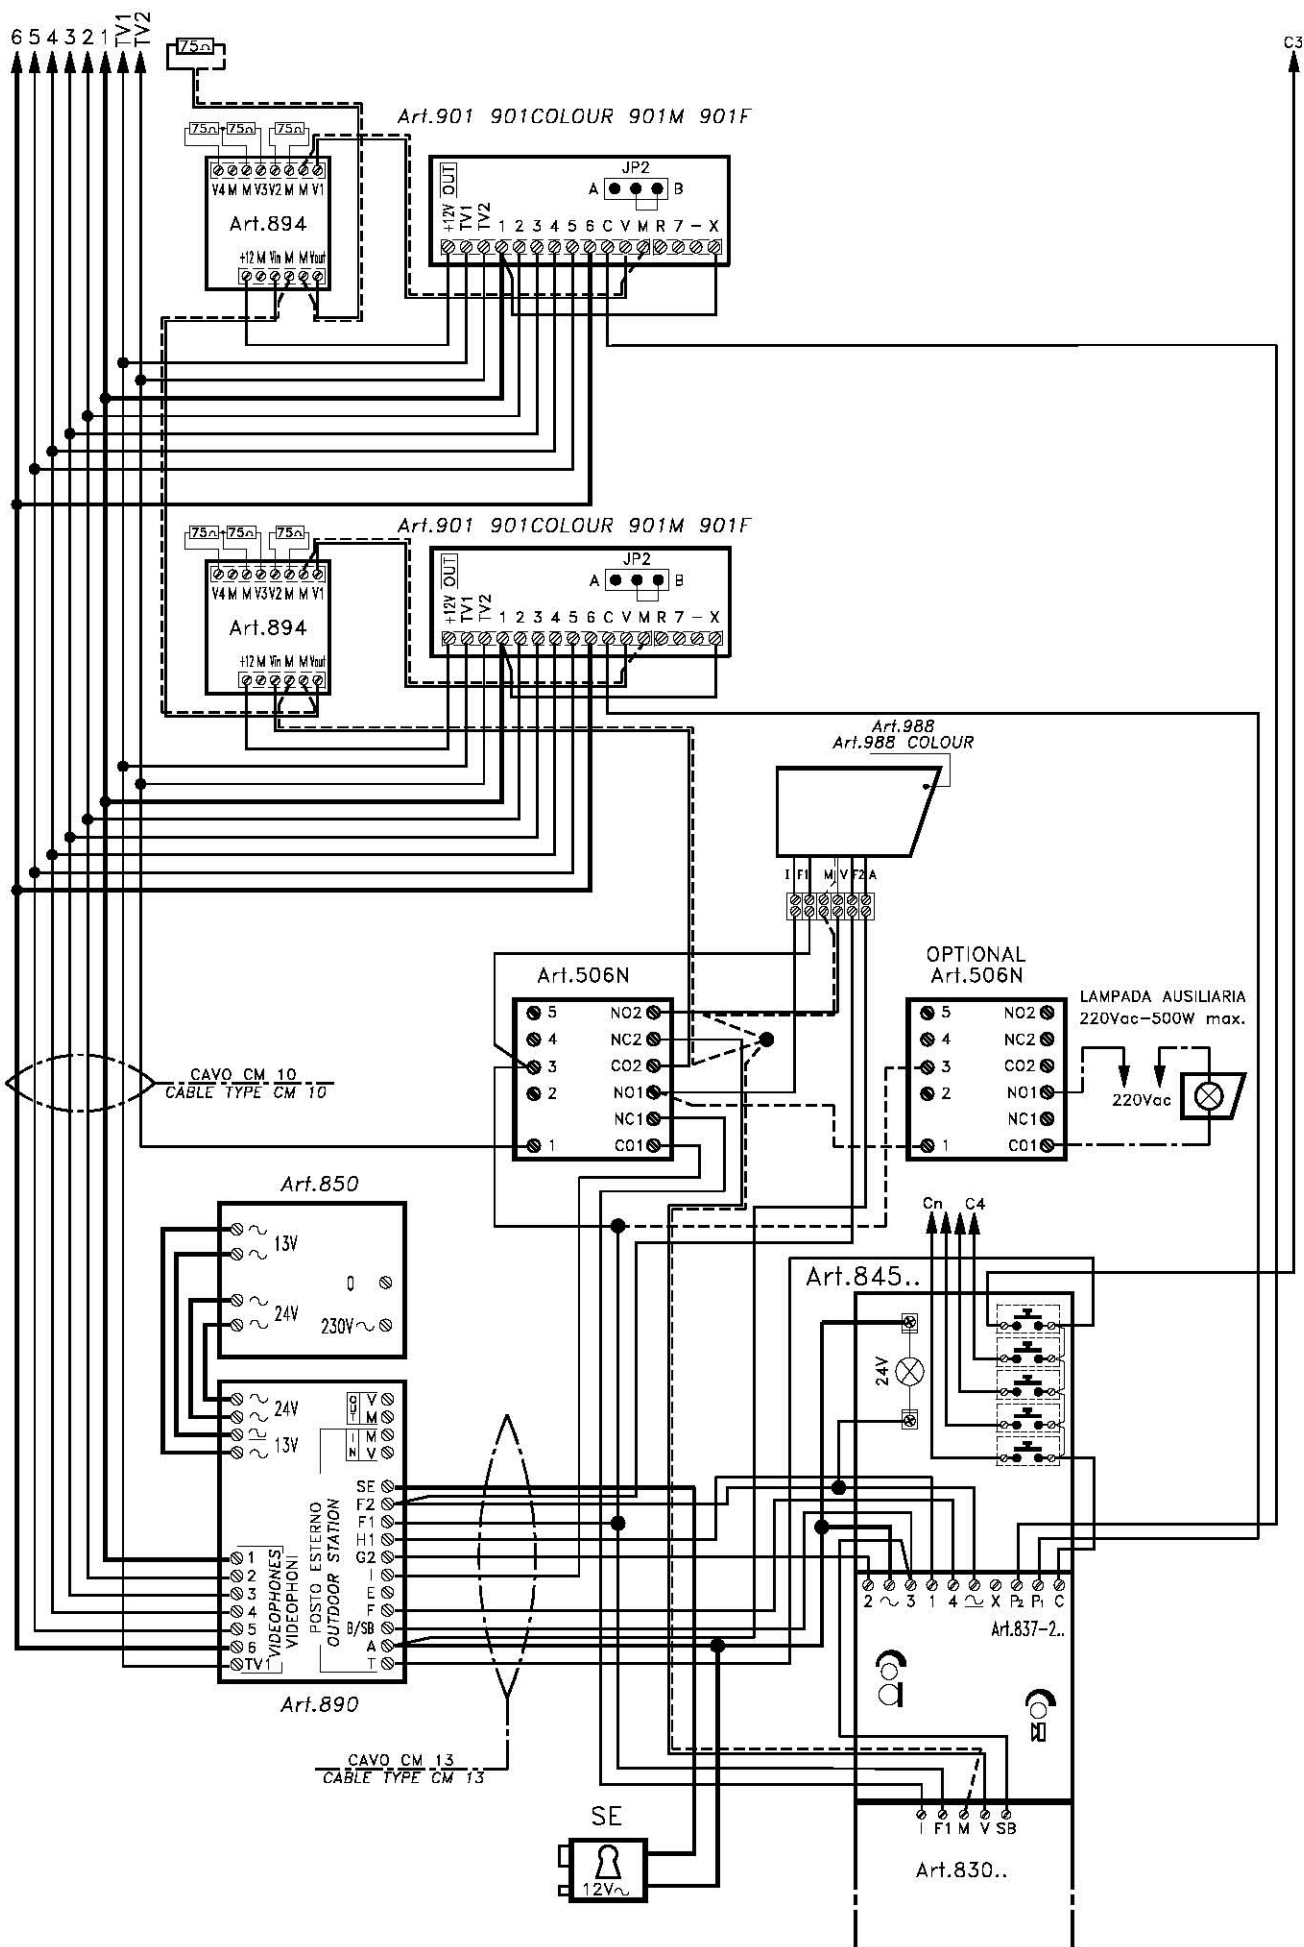 6 5 4 3 2 1 TV1 TV2
75Ω
C3
Art.901 901COLOUR 901M 901F
75Ω 75Ω 75Ω
V4 M M V3 V2 M M V1
Art.894
+12 M Vin M M Vout
OUT
JP2
A B
+12V TV1 TV2 1 2 3 4 5 6 C V M R 7 – X
Art.901 901COLOUR 901M 901F
75Ω 75Ω 75Ω
V4 M M V3 V2 M M V1
Art.894
+12 M Vin M M Vout
OUT
JP2
A B
+12V TV1 TV2 1 2 3 4 5 6 C V M R 7 – X
Art.988
Art.988 COLOUR
I F1 M V F2 A
Art.506N
5 NO2
4 NC2
3 CO2
2 NO1
NC1
1 CO1
OPTIONAL
Art.506N
5 NO2
4 NC2
3 CO2
2 NO1
NC1
1 CO1
LAMPADA AUSILIARIA
220Vac–500W max.
220Vac
CAVO CM 10
CABLE TYPE CM 10
Art.850
~ 13V
~
~ 24V
~ 230V~
0
Cn C4
Art.845..
24V
~ 24V
~
~ 13V
~
OUT V
M
IN M
V
SE
F2
F1
H1
G2
I
E
F
B/SB
A
T
POSTO ESTERNO
OUTDOOR STATION
1
2
3
4
5
6
TV1
VIDEOPHONES
VIDEOPHONI
Art.890
2 ~ 3 1 4 ~ X P2 P1 C
Art.837-2..
CAVO CM 13
CABLE TYPE CM 13
SE
12V~
I F1 M V SB
Art.830..